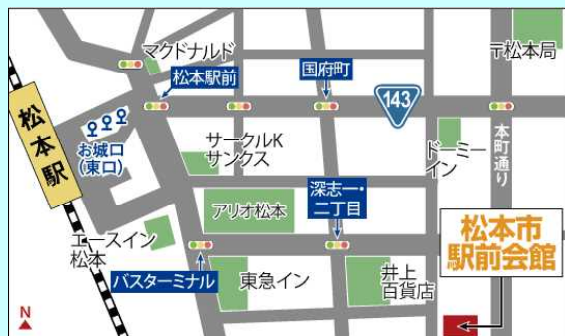 マクドナルド
松本駅前
国府町
〒松本局
143
松本駅
お城口
(東口)
サークルK
サンクス
ドーミー
イン
本町通り
深志一・
二丁目
アリオ松本
エースイン
松本
松本市
駅前会館
バスターミナル
東急イン
井上
百貨店
N